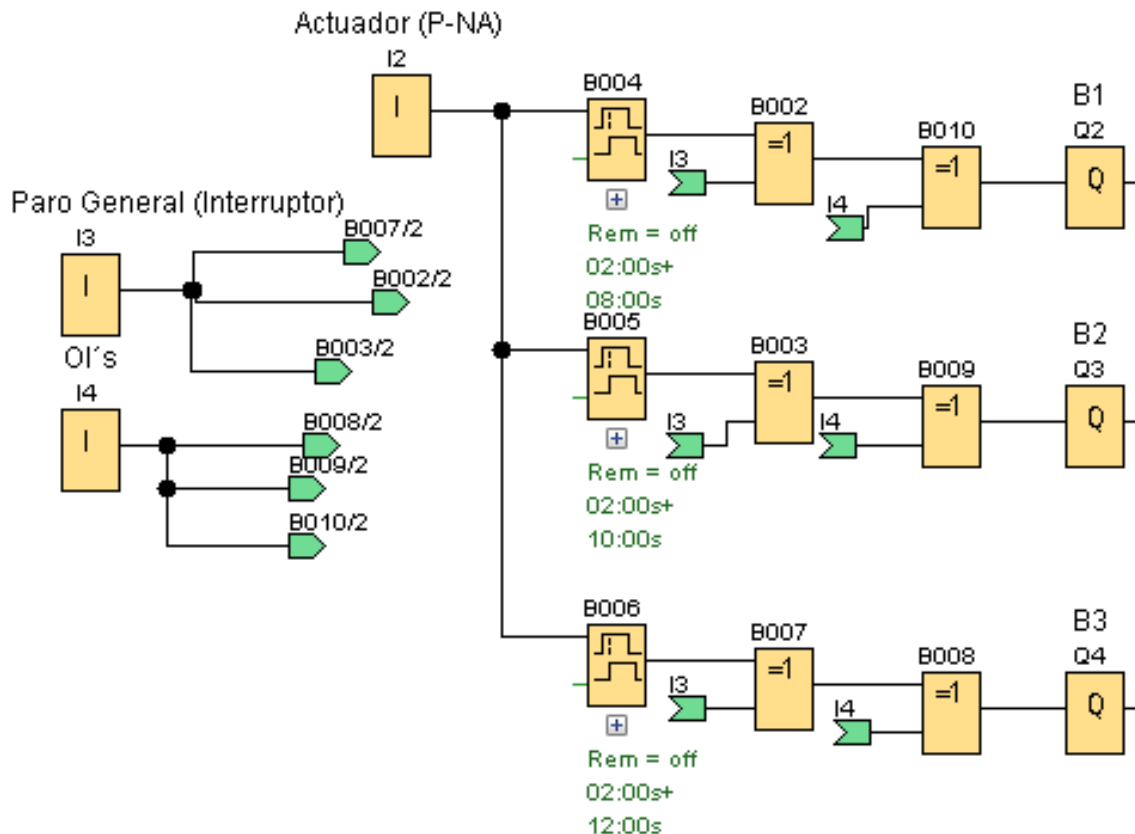 Actuador (P-NA)
I2
I
B004
Rem = off
02:00s+
08:00s
B002
=1
I3
B010
=1
I4
B1
Q2
Q
Paro General (Interruptor)
I3
I
B007/2
B002/2
B003/2
OI´s
I4
I
B008/2
B009/2
B010/2
B005
Rem = off
02:00s+
10:00s
B003
=1
I3
B009
=1
I4
B2
Q3
Q
B006
Rem = off
02:00s+
12:00s
B007
=1
I3
B008
=1
I4
B3
Q4
Q